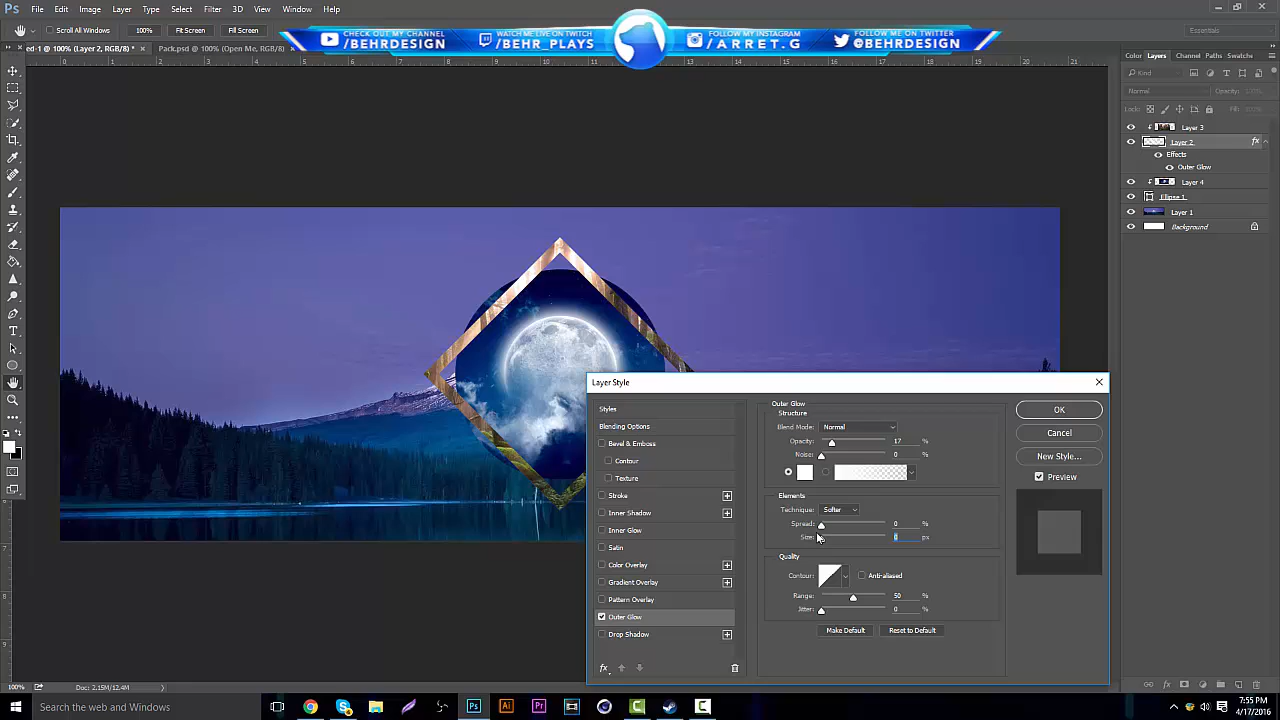 Ps File Edit Image Layer Type Select Filter 3D View Window Help
Scroll All Windows 100% Fit Screen Fill Screen
CHECK OUT MY CHANNEL
/BEHRDESIGN
WATCH ME LIVE ON TWITCH
/BEHR_PLAYS
FOLLOW MY INSTAGRAM
/ARRET.G
FOLLOW ME ON TWITTER
@BEHRDESIGN
Essentials
ed-1 @ 100% (Layer 2, RGB/8) * × Pack.psd @ 100% (Open Me, RGB/8) *
Color Layers Channel Paths Swatche
Kind
Normal Opacity: 100%
Lock: Fill: 100%
Layer 3
Layer 2 fx
Effects
Outer Glow
Layer 4
Ellipse 1
Layer 1
Background
Layer Style
Styles
Blending Options
Bevel & Emboss
Contour
Texture
Stroke
Inner Shadow
Inner Glow
Satin
Color Overlay
Gradient Overlay
Pattern Overlay
Outer Glow
Drop Shadow
fx
Outer Glow
Structure
Blend Mode: Normal
Opacity: 17 %
Noise: 0 %
Elements
Technique: Softer
Spread: 0 %
Size: 0 px
Quality
Contour: Anti-aliased
Range: 50 %
Jitter: 0 %
Make Default Reset to Default
OK
Cancel
New Style...
Preview
100% Doc: 2.15M/12.4M
Search the web and Windows
7:55 PM
4/17/2016